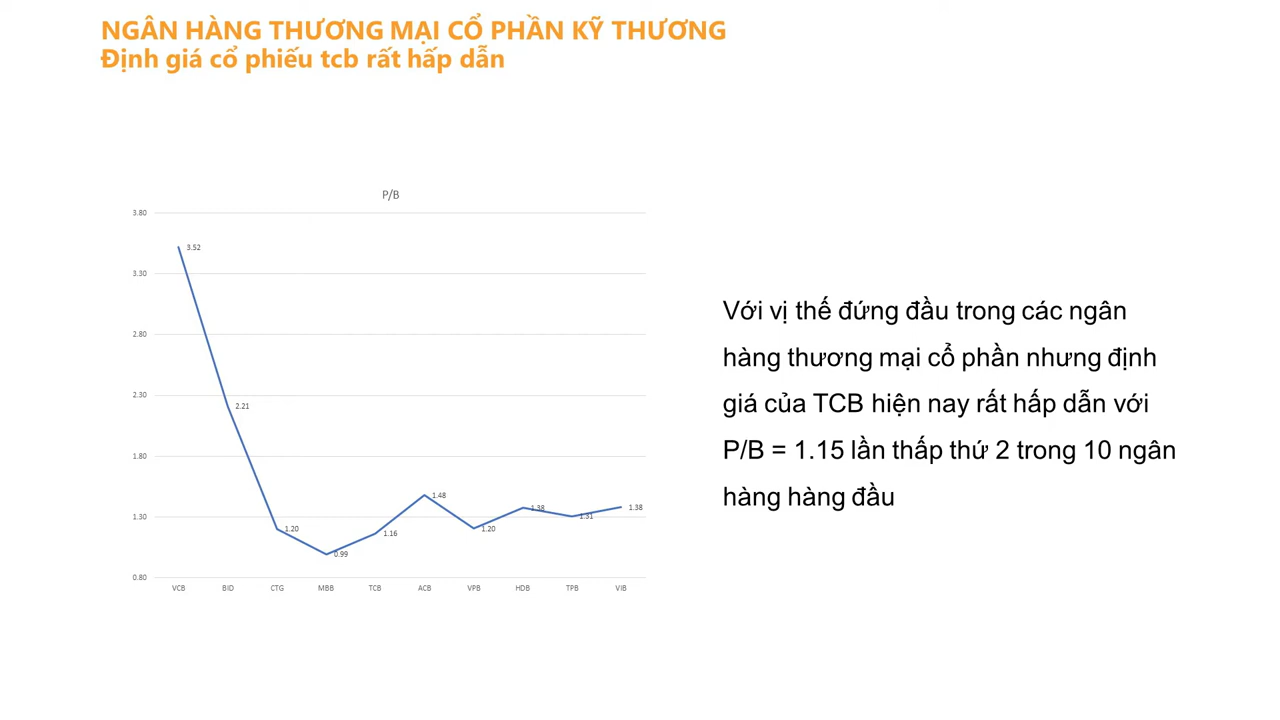 NGÂN HÀNG THƯƠNG MẠI CỔ PHẦN KỸ THƯƠNG
Định giá cổ phiếu tcb rất hấp dẫn
P/B
3.80
3.30
2.80
2.30
1.80
1.30
0.80
3.52
2.21
1.20
0.99
1.16
1.48
1.20
1.38
1.31
1.38
VCB BID CTG MBB TCB ACB VPB HDB TPB VIB
Với vị thế đứng đầu trong các ngân
hàng thương mại cổ phần nhưng định
giá của TCB hiện nay rất hấp dẫn với
P/B = 1.15 lần thấp thứ 2 trong 10 ngân
hàng hàng đầu